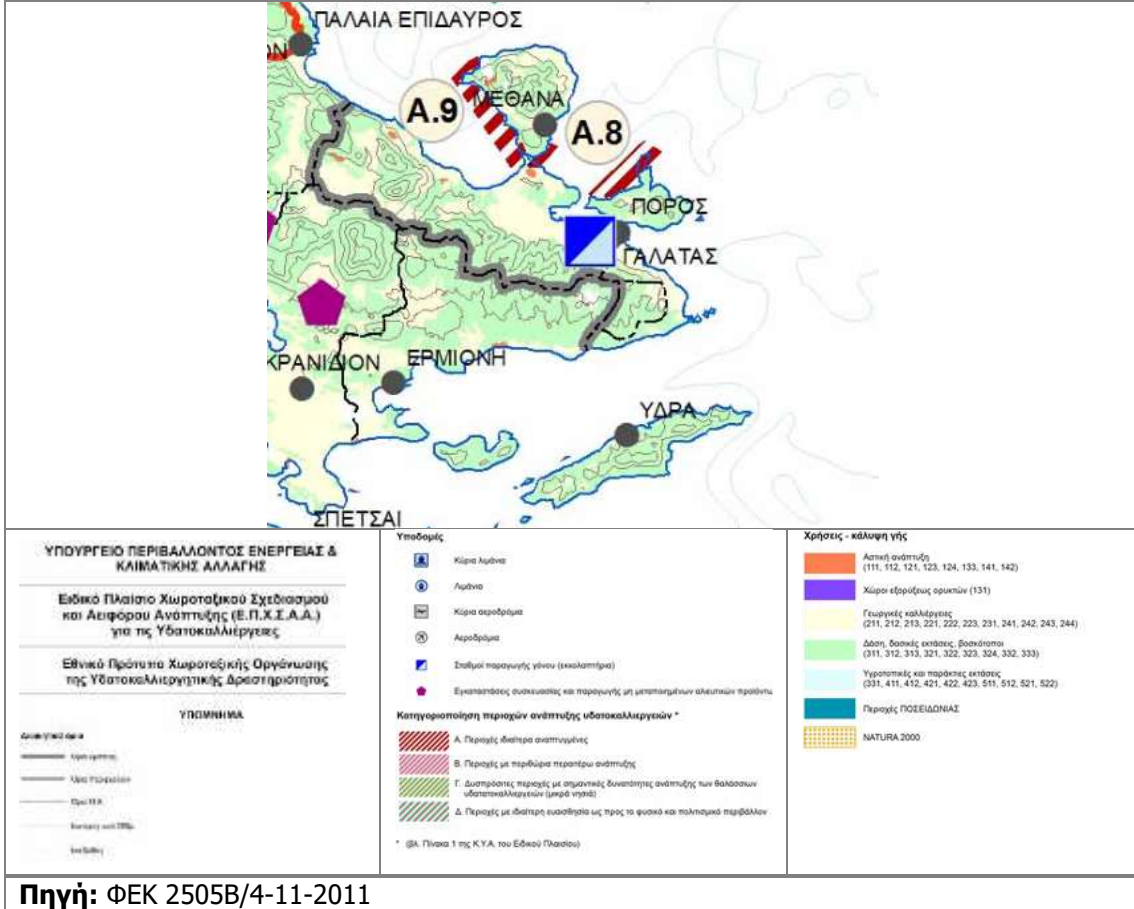 ΠΑΛΑΙΑ ΕΠΙΔΑΥΡΟΣ
ΩΝ
ΜΕΘΑΝΑ
Α.9
Α.8
ΠΟΡΟΣ
ΓΑΛΑΤΑΣ
ΚΡΑΝΙΔΙΟΝ
ΕΡΜΙΟΝΗ
ΥΔΡΑ
ΣΠΕΤΣΑΙ
ΥΠΟΥΡΓΕΙΟ ΠΕΡΙΒΑΛΛΟΝΤΟΣ ΕΝΕΡΓΕΙΑΣ &
ΚΛΙΜΑΤΙΚΗΣ ΑΛΛΑΓΗΣ
Ειδικό Πλαίσιο Χωροταξικού Σχεδιασμού
και Αειφόρου Ανάπτυξης (Ε.Π.Χ.Σ.Α.Α.)
για τις Υδατοκαλλιέργειες
Εθνικό Πρότυπο Χωροταξικής Οργάνωσης
της Υδατοκαλλιεργητικής Δραστηριότητας
ΥΠΟΜΝΗΜΑ
Διοικητικά όρια
Υποδομές
Κύρια λιμάνια
Λιμάνια
Κύρια αεροδρόμια
Αεροδρόμια
Σταθμοί παραγωγής γόνου (εκκολαπτήρια)
Εγκαταστάσεις συσκευασίας και παραγωγής μη μεταποιημένων αλιευτικών προϊόντω
Κατηγοριοποίηση περιοχών ανάπτυξης υδατοκαλλιεργειών *
Α. Περιοχές ιδιαίτερα αναπτυγμένες
Β. Περιοχές με περιθώρια περαιτέρω ανάπτυξης
Γ. Δυσπρόσιτες περιοχές με σημαντικές δυνατότητες ανάπτυξης των θαλάσσιων
υδατατοκαλλιεργειών (μικρά νησιά)
Δ. Περιοχές με ιδιαίτερη ευαισθησία ως προς το φυσικό και πολιτισμικό περιβάλλον
* (βλ. Πίνακα 1 της Κ.Υ.Α. του Ειδικού Πλαισίου)
Χρήσεις - κάλυψη γής
Αστική ανάπτυξη
(111, 112, 121, 123, 124, 133, 141, 142)
Χώροι εξορύξεως ορυκτών (131)
Γεωργικές καλλιέργειες
(211, 212, 213, 221, 222, 223, 231, 241, 242, 243, 244)
Δάση, δασικές εκτάσεις, βοσκότοποι
(311, 312, 313, 321, 322, 323, 324, 332, 333)
Υγροτοπικές και παράκτιες εκτάσεις
(331, 411, 412, 421, 422, 423, 511, 512, 521, 522)
Περιοχές ΠΟΣΕΙΔΩΝΙΑΣ
NATURA 2000
Πηγή: ΦΕΚ 2505Β/4-11-2011